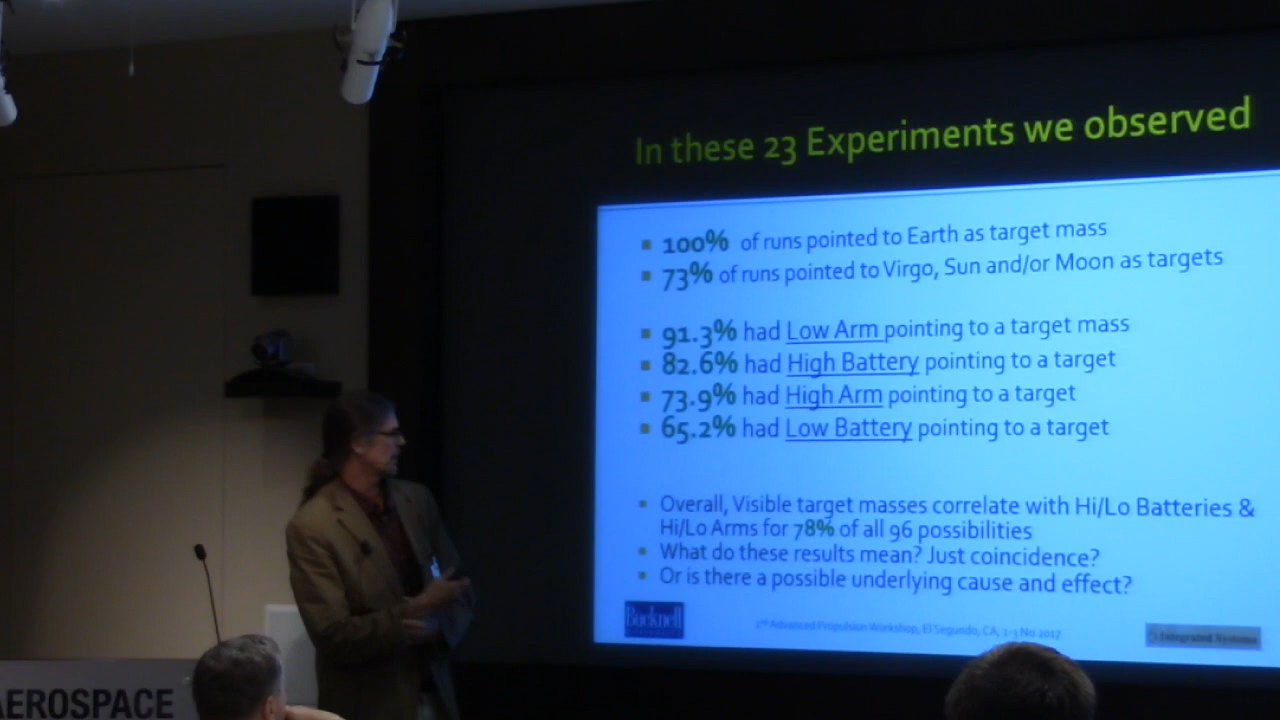 In these 23 Experiments we observed
100% of runs pointed to Earth as target mass
73% of runs pointed to Virgo, Sun and/or Moon as targets
91.3% had Low Arm pointing to a target mass
82.6% had High Battery pointing to a target
73.9% had High Arm pointing to a target
65.2% had Low Battery pointing to a target
Overall, Visible target masses correlate with Hi/Lo Batteries &
Hi/Lo Arms for 78% of all 96 possibilities
What do these results mean? Just coincidence?
Or is there a possible underlying cause and effect?
Bucknell
Advanced Propulsion Workshop, El Segundo, CA, 1-3 No 2017
Integrated Systems
AEROSPACE